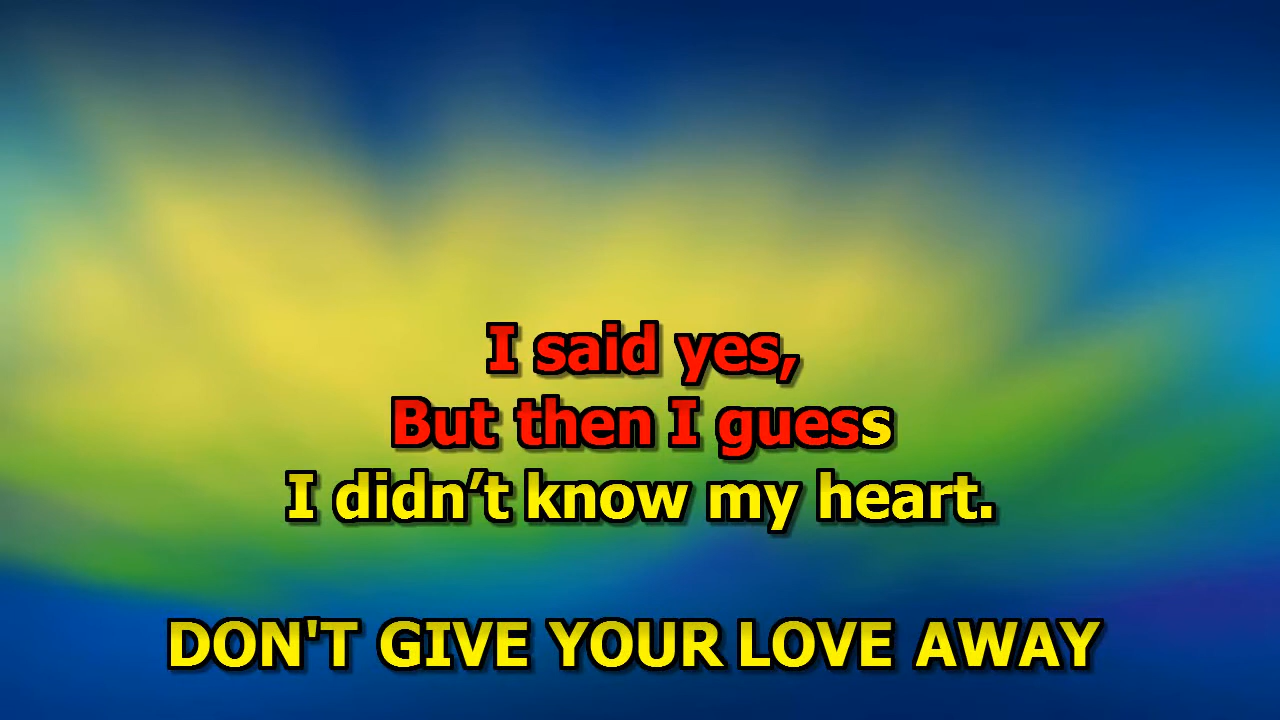 I said yes,
But then I guess
I didn’t know my heart.
DON'T GIVE YOUR LOVE AWAY